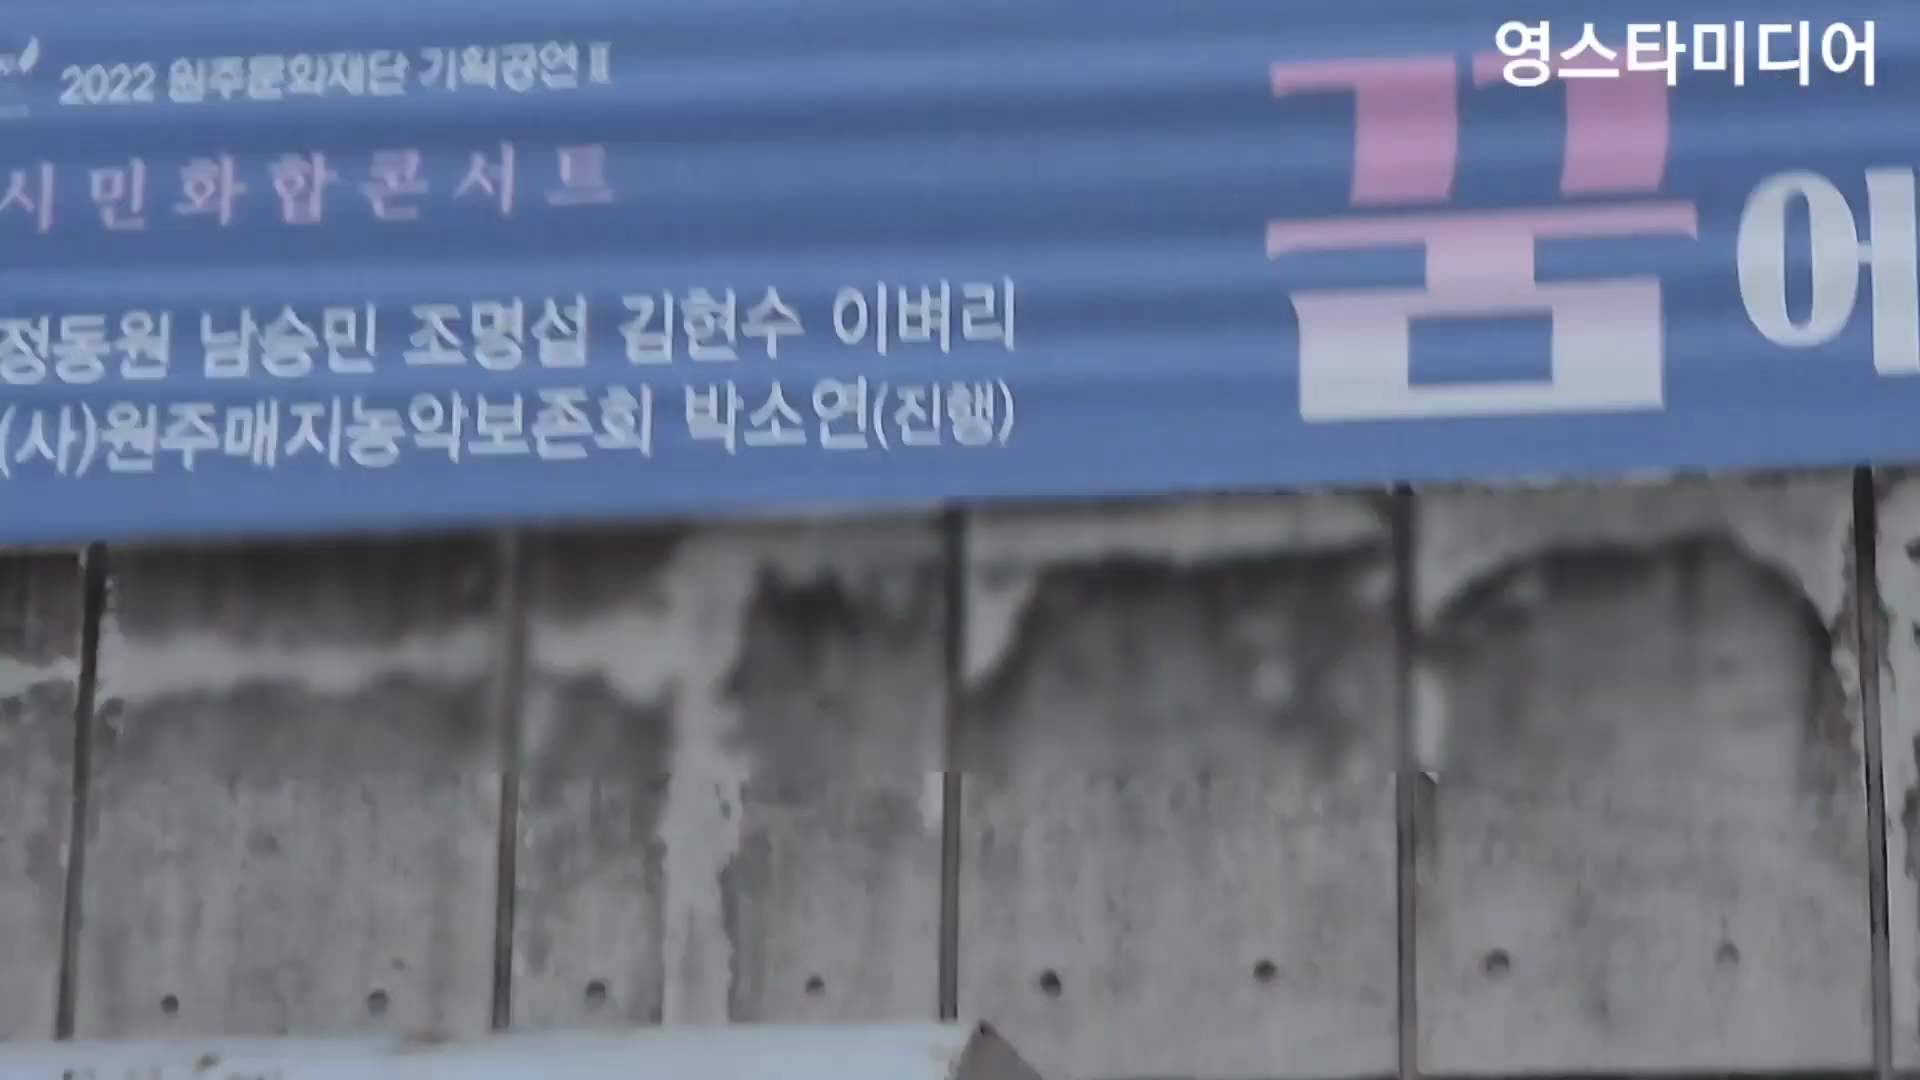 영스타미디어
2022 원주문화재단 기획공연Ⅱ
시민화합콘서트
정동원 남승민 조명섭 김현수 이벼리
(사)원주매지농악보존회 박소연(진행)
꿈에